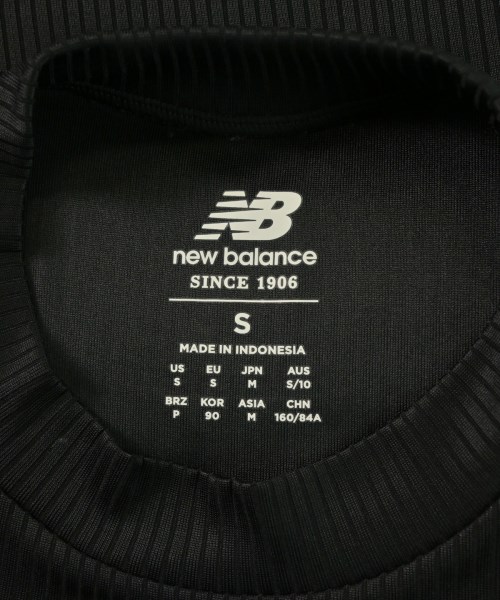 NB
new balance
SINCE 1906
S
MADE IN INDONESIA
US EU JPN AUS
S S M S/10
BRZ KOR ASIA CHN
P 90 M 160/84A